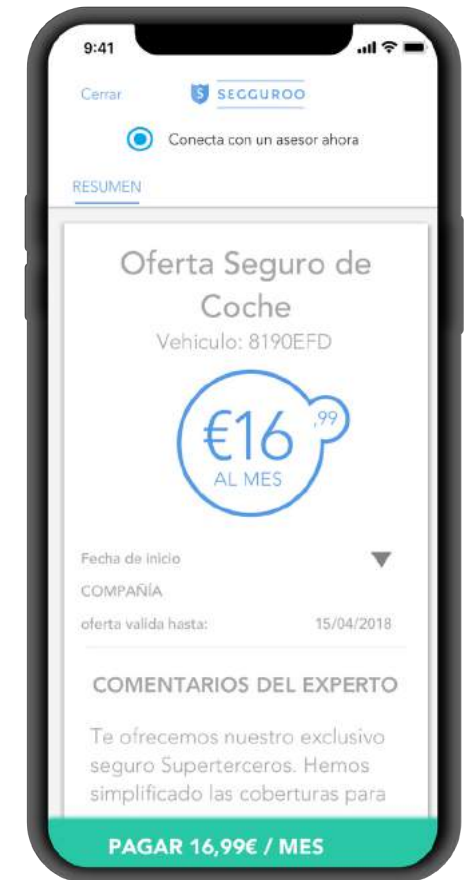 9:41
Cerrar
S SEGGUROO
Conecta con un asesor ahora
RESUMEN
Oferta Seguro de
Coche
Vehiculo: 8190EFD
€16 ,99
AL MES
Fecha de inicio
COMPAÑÍA
oferta valida hasta: 15/04/2018
COMENTARIOS DEL EXPERTO
Te ofrecemos nuestro exclusivo
seguro Superterceros. Hemos
simplificado las coberturas para
PAGAR 16,99€ / MES